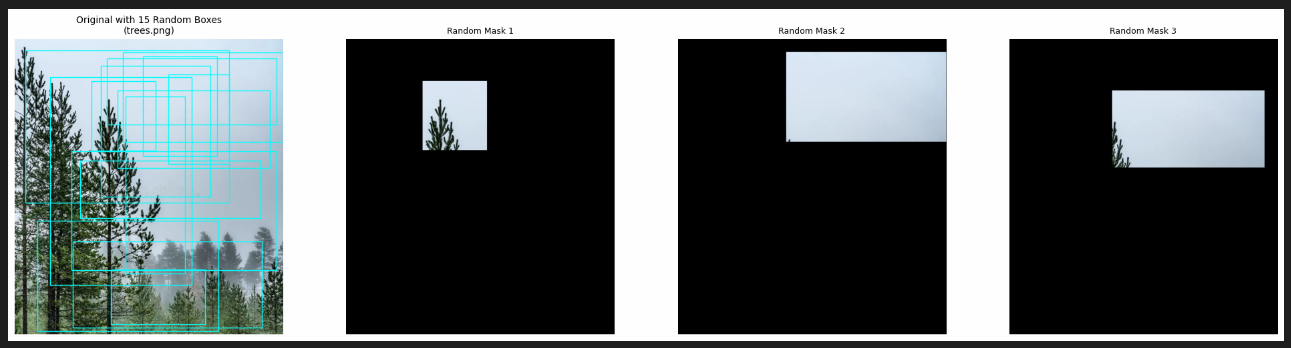 Original with 15 Random Boxes
(trees.png)
Random Mask 1
Random Mask 2
Random Mask 3